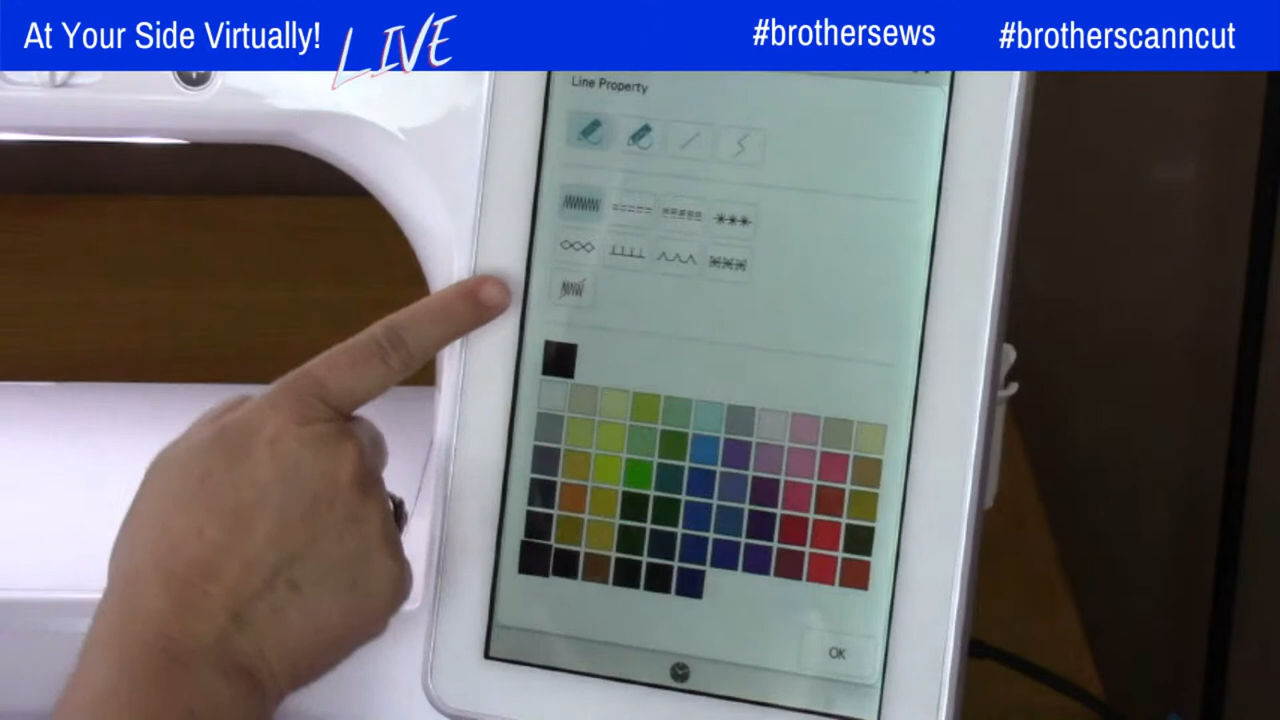 At Your Side Virtually! LIVE
#brothersews
#brotherscanncut
Line Property
OK